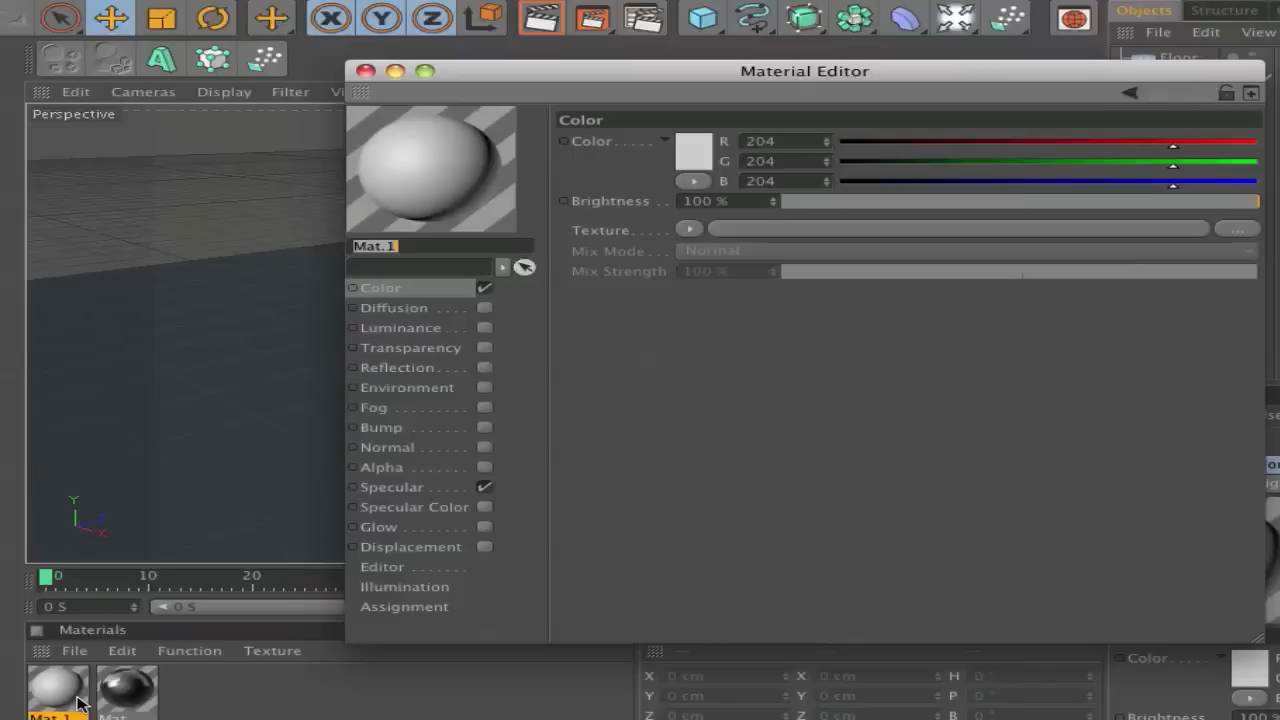 Objects Structure
File Edit View
Floor
Edit Cameras Display Filter Vi
Perspective
Y
Z
X
0 10 20
0 S
0 S
Materials
File Edit Function Texture
Mat.1 Mat
Material Editor
Mat.1
Color
Diffusion ....
Luminance ...
Transparency
Reflection....
Environment
Fog ........
Bump .......
Normal ......
Alpha .......
Specular .....
Specular Color
Glow ........
Displacement
Editor .......
Illumination
Assignment
Color
Color..... R 204
G 204
B 204
Brightness .. 100 %
Texture..... ...
Mix Mode.. Normal
Mix Strength 100 %
X 0 cm X 0 cm H 0 °
Y 0 cm Y 0 cm P 0 °
Z 0 cm Z 0 cm B 0 °
Color....
Brightness 100